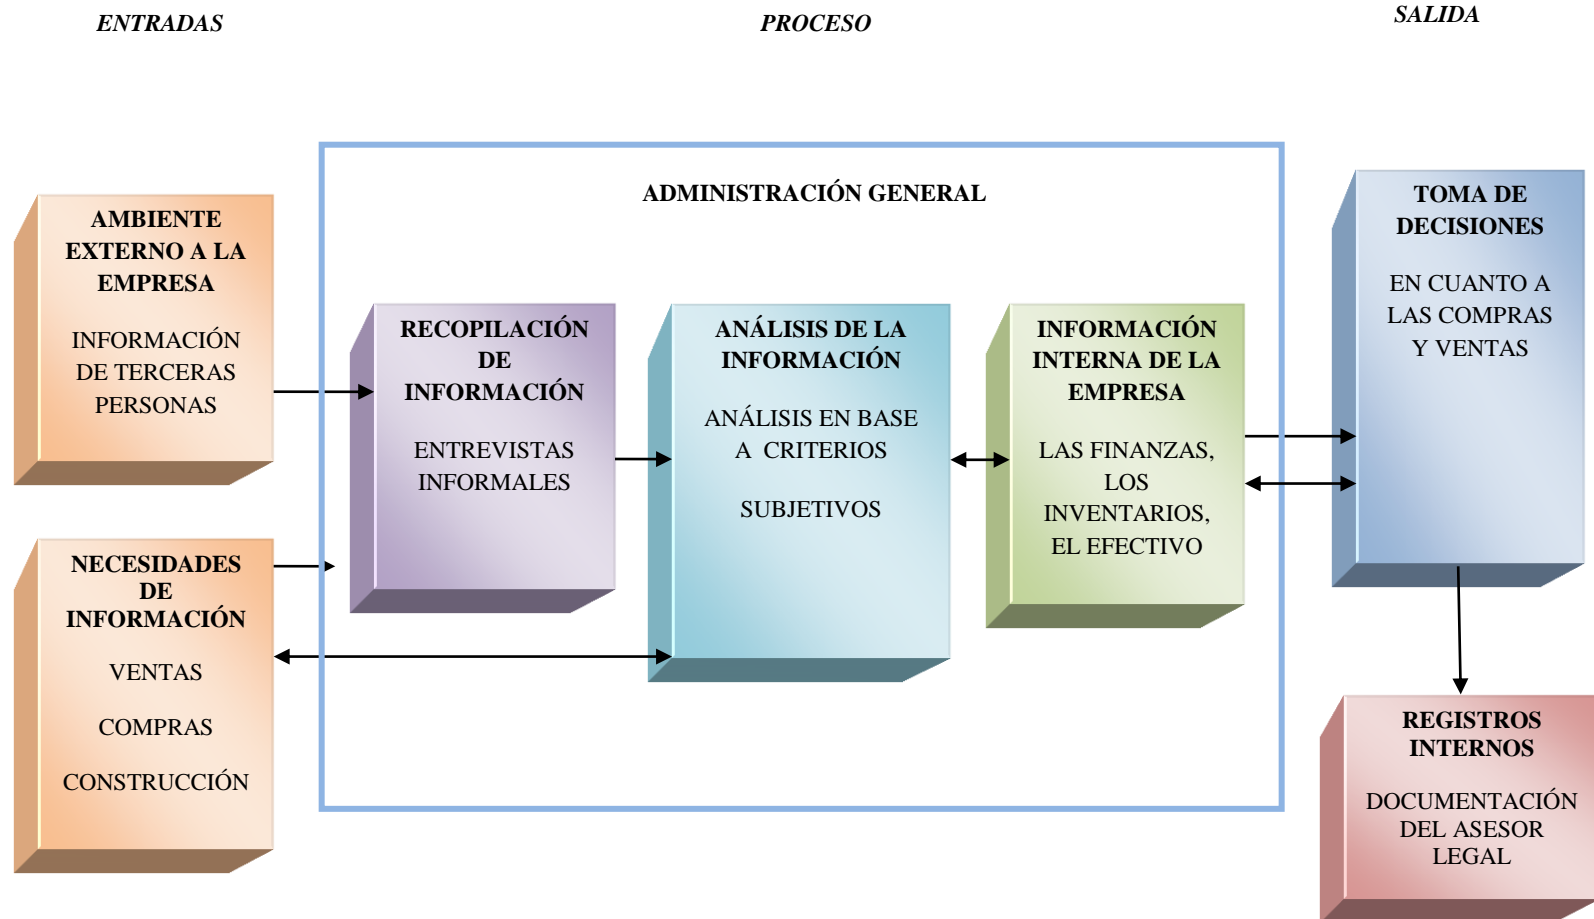 ENTRADAS
PROCESO
SALIDA
ADMINISTRACIÓN GENERAL
AMBIENTE
EXTERNO A LA
EMPRESA
INFORMACIÓN
DE TERCERAS
PERSONAS
NECESIDADES
DE
INFORMACIÓN
VENTAS
COMPRAS
CONSTRUCCIÓN
RECOPILACIÓN
DE
INFORMACIÓN
ENTREVISTAS
INFORMALES
ANÁLISIS DE LA
INFORMACIÓN
ANÁLISIS EN BASE
A CRITERIOS
SUBJETIVOS
INFORMACIÓN
INTERNA DE LA
EMPRESA
LAS FINANZAS,
LOS
INVENTARIOS,
EL EFECTIVO
TOMA DE
DECISIONES
EN CUANTO A
LAS COMPRAS
Y VENTAS
REGISTROS
INTERNOS
DOCUMENTACIÓN
DEL ASESOR
LEGAL